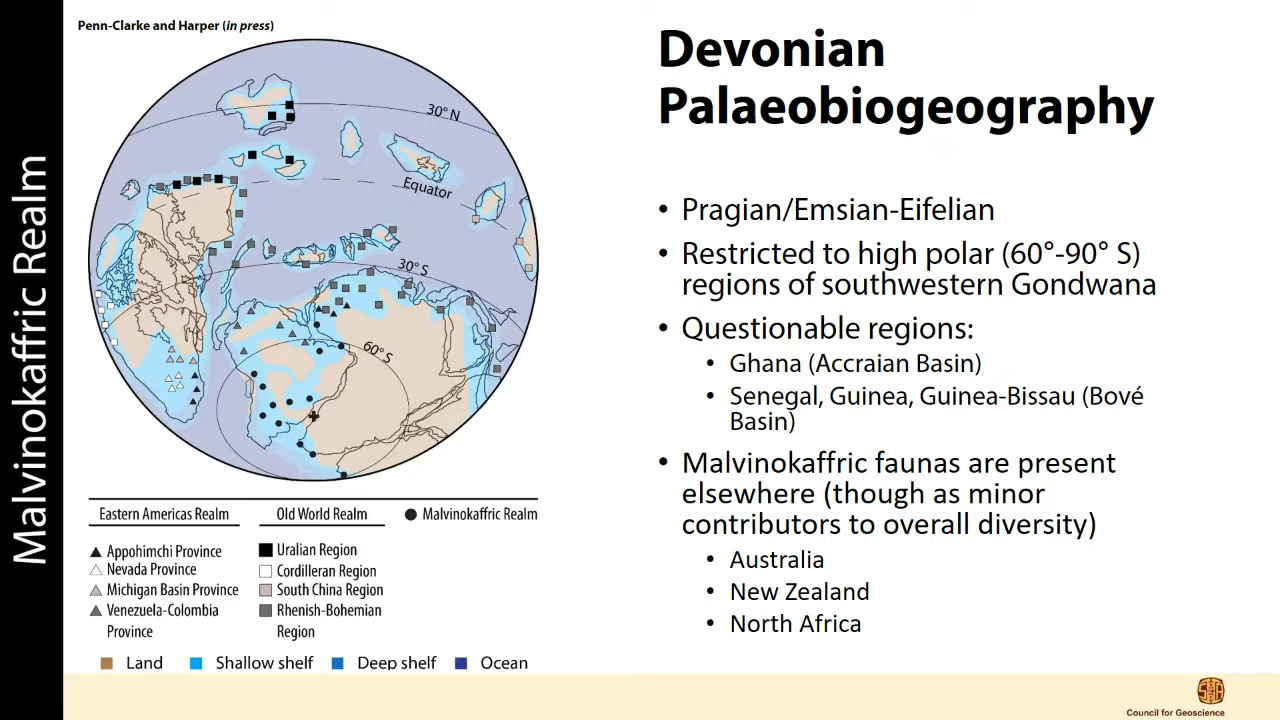 Penn-Clarke and Harper (in press)
Malvinokaffric Realm
30° N
Equator
30° S
60° S
Eastern Americas Realm
Appohimchi Province
Nevada Province
Michigan Basin Province
Venezuela-Colombia
Province
Old World Realm
Uralian Region
Cordilleran Region
South China Region
Rhenish-Bohemian
Region
Malvinokaffric Realm
Land
Shallow shelf
Deep shelf
Ocean
Devonian
Palaeobiogeography
• Pragian/Emsian-Eifelian
• Restricted to high polar (60°-90° S)
regions of southwestern Gondwana
• Questionable regions:
• Ghana (Accraian Basin)
• Senegal, Guinea, Guinea-Bissau (Bové
Basin)
• Malvinokaffric faunas are present
elsewhere (though as minor
contributors to overall diversity)
• Australia
• New Zealand
• North Africa
Council for Geoscience